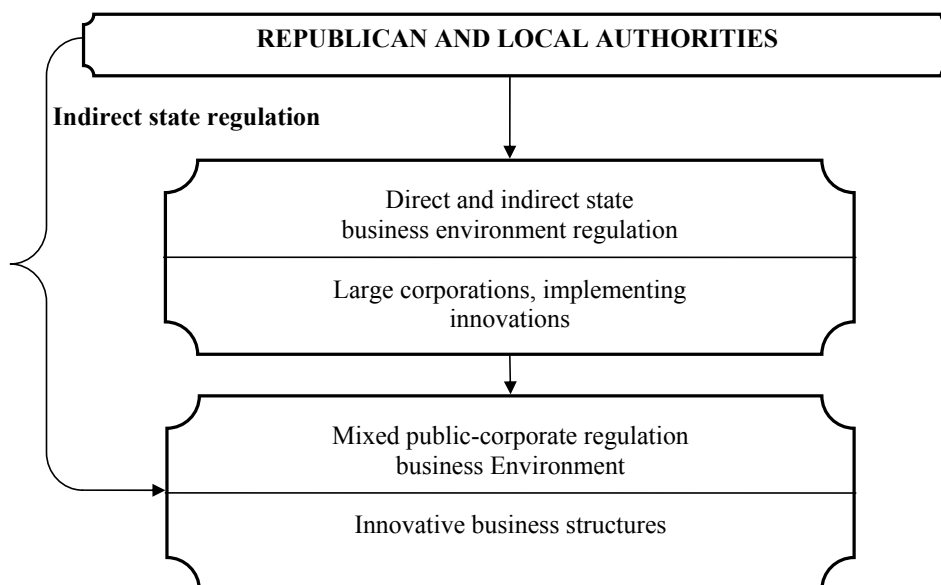 REPUBLICAN AND LOCAL AUTHORITIES
Indirect state regulation
Direct and indirect state
business environment regulation
Large corporations, implementing
innovations
Mixed public-corporate regulation
business Environment
Innovative business structures